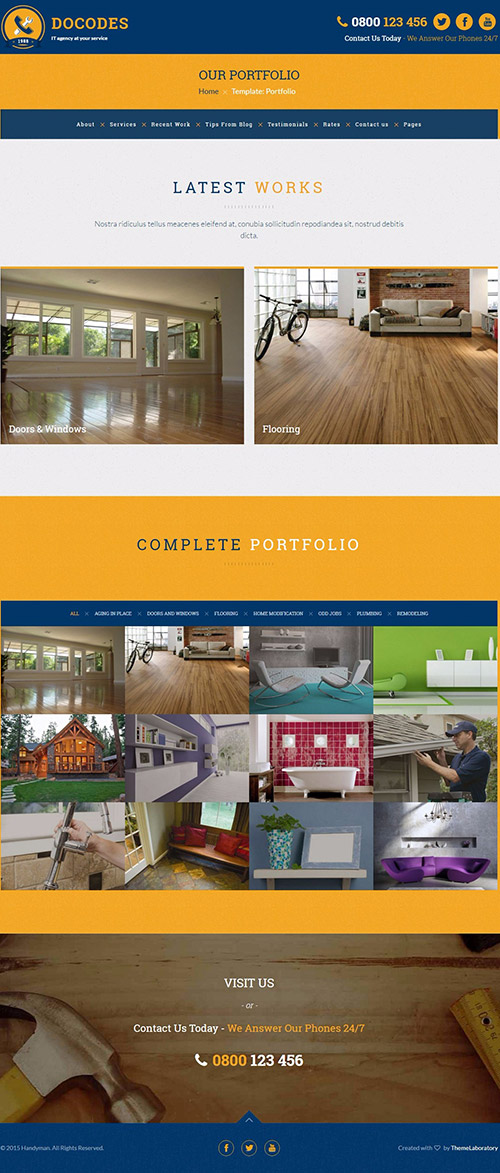 DOCODES
IT agency at your service
1988
0800 123 456
Contact Us Today - We Answer Our Phones 24/7
OUR PORTFOLIO
Home × Template: Portfolio
About × Services × Recent Work × Tips From Blog × Testimonials × Rates × Contact us × Pages
LATEST WORKS
Nostra ridiculus tellus meacenes eleifend at, conubia sollicitudin repodiandea sit, nostrud debitis
dicta.
Doors & Windows
Flooring
COMPLETE PORTFOLIO
ALL × AGING IN PLACE × DOORS AND WINDOWS × FLOORING × HOME MODIFICATION × ODD JOBS × PLUMBING × REMODELING
VISIT US
- or -
Contact Us Today - We Answer Our Phones 24/7
0800 123 456
© 2015 Handyman. All Rights Reserved.
Created with ♡ by ThemeLaboratory